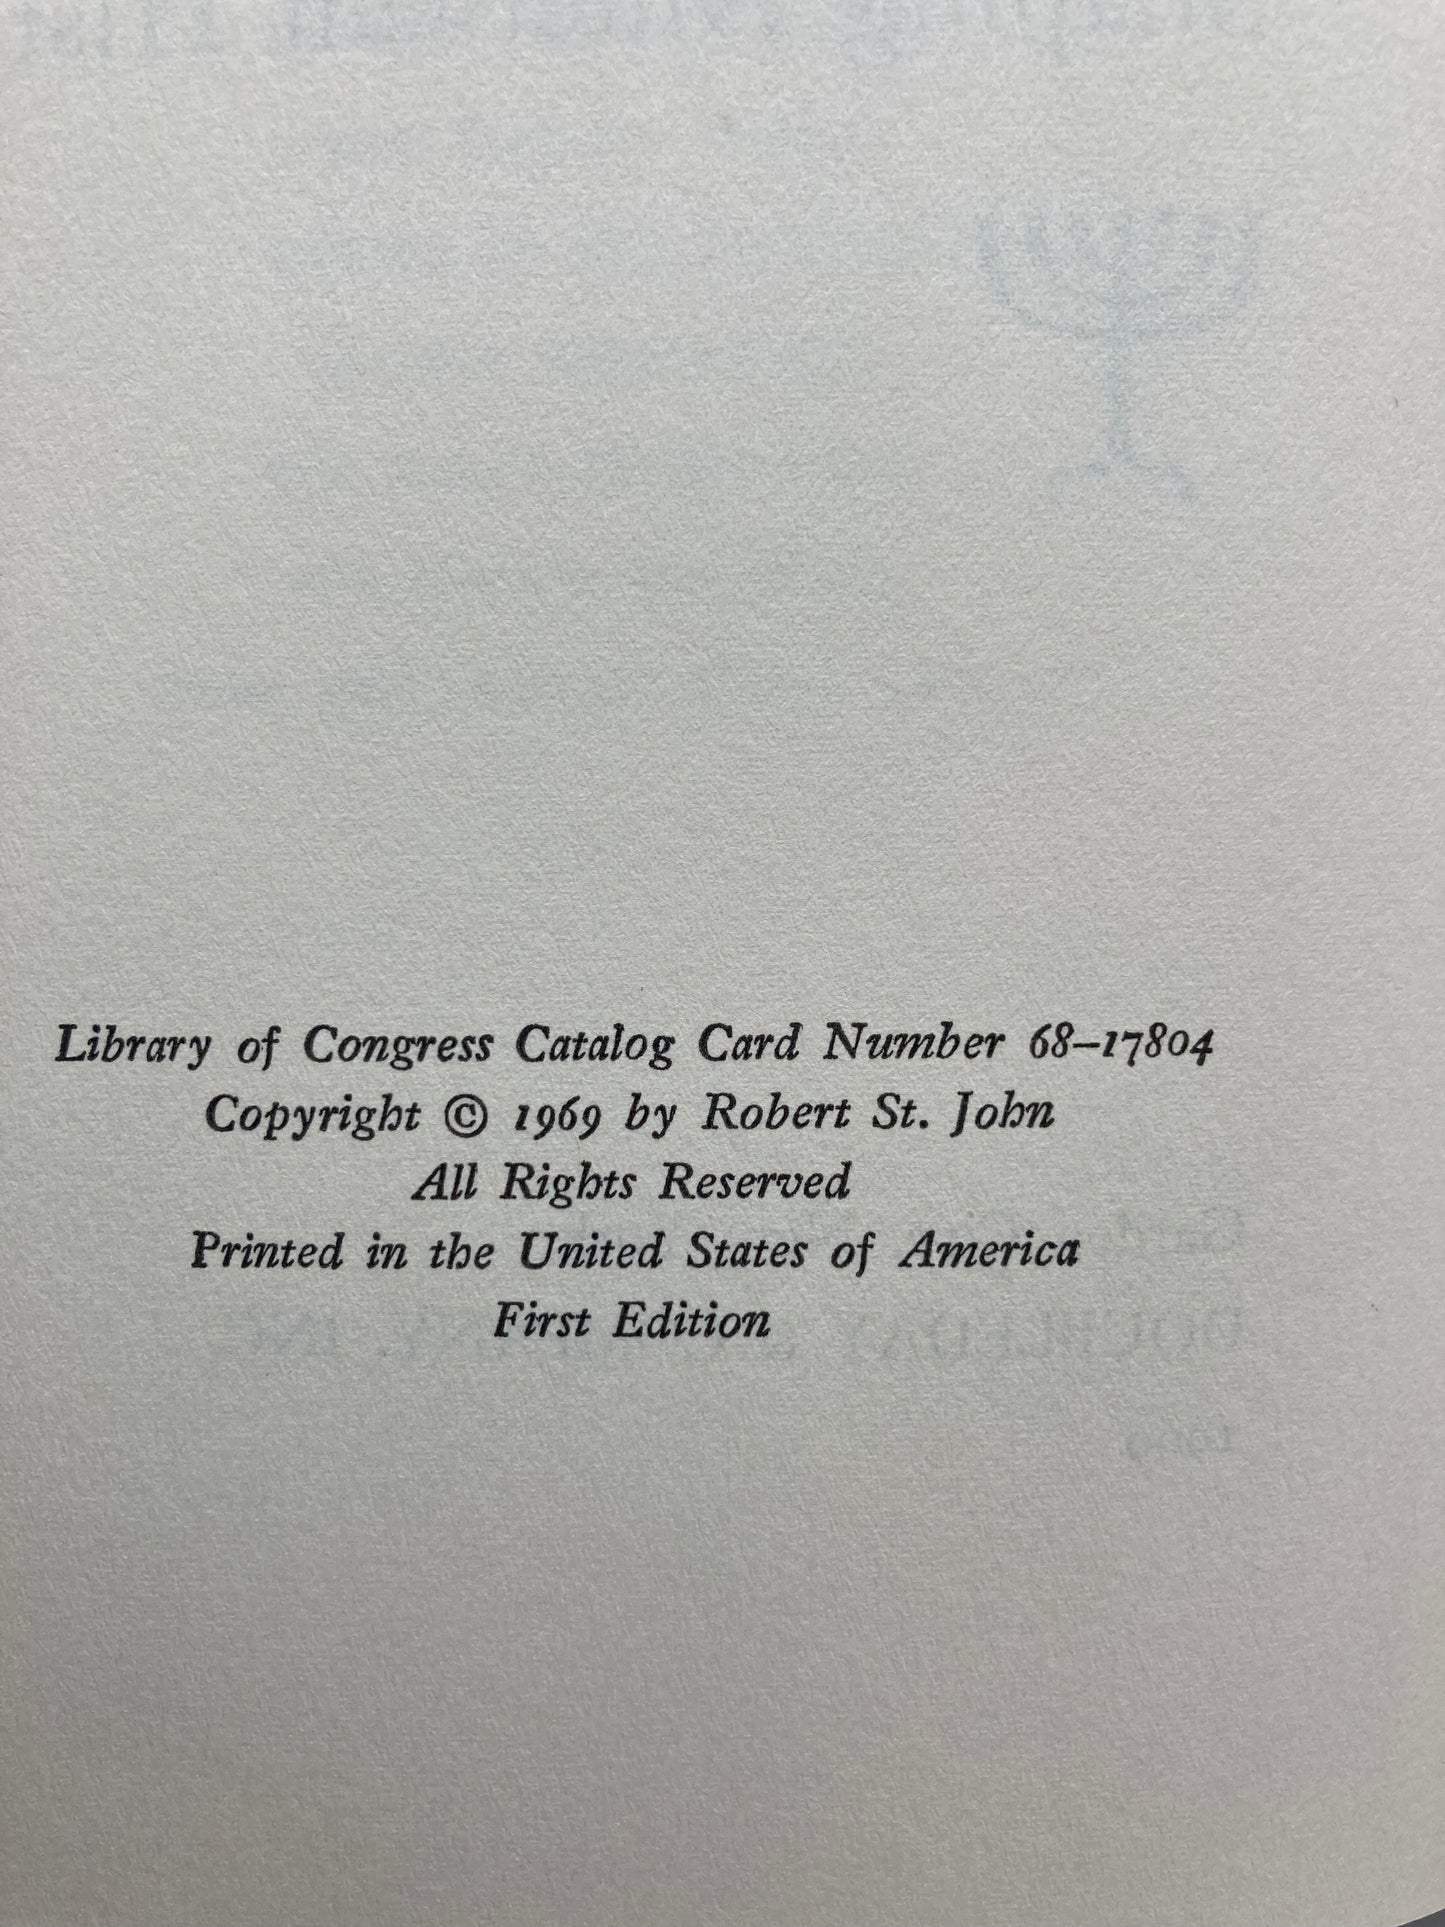 Library of Congress Catalog Card Number 68–17804
Copyright © 1969 by Robert St. John
All Rights Reserved
Printed in the United States of America
First Edition